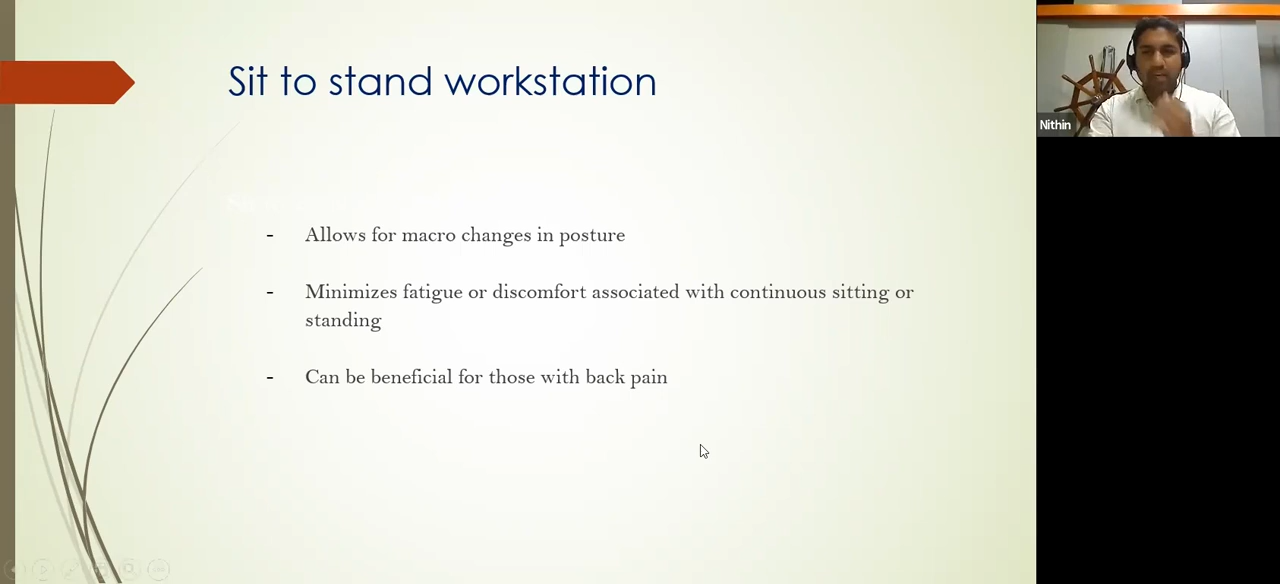 Sit to stand workstation
- Allows for macro changes in posture
- Minimizes fatigue or discomfort associated with continuous sitting or
standing
- Can be beneficial for those with back pain
Nithin